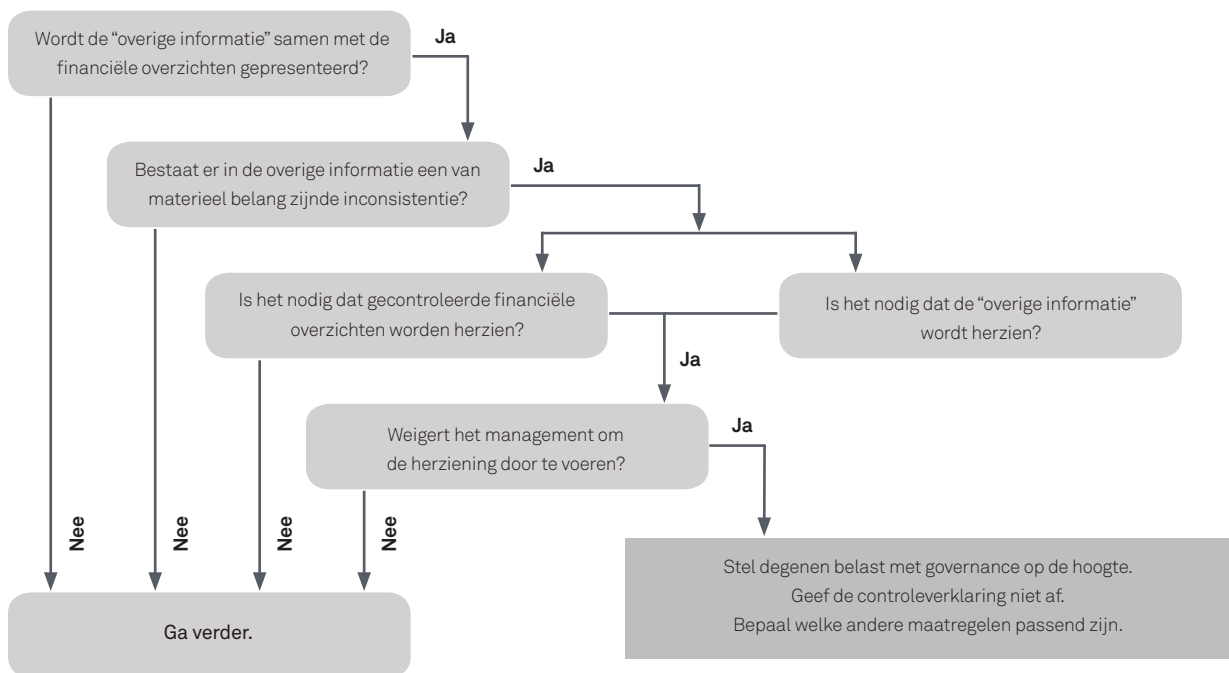 Wordt de “overige informatie” samen met de
financiële overzichten gepresenteerd?
Ja
Bestaat er in de overige informatie een van
materieel belang zijnde inconsistentie?
Ja
Is het nodig dat gecontroleerde financiële
overzichten worden herzien?
Is het nodig dat de “overige informatie”
wordt herzien?
Ja
Weigert het management om
de herziening door te voeren?
Ja
Nee
Nee
Nee
Nee
Stel degenen belast met governance op de hoogte.
Geef de controleverklaring niet af.
Bepaal welke andere maatregelen passend zijn.
Ga verder.